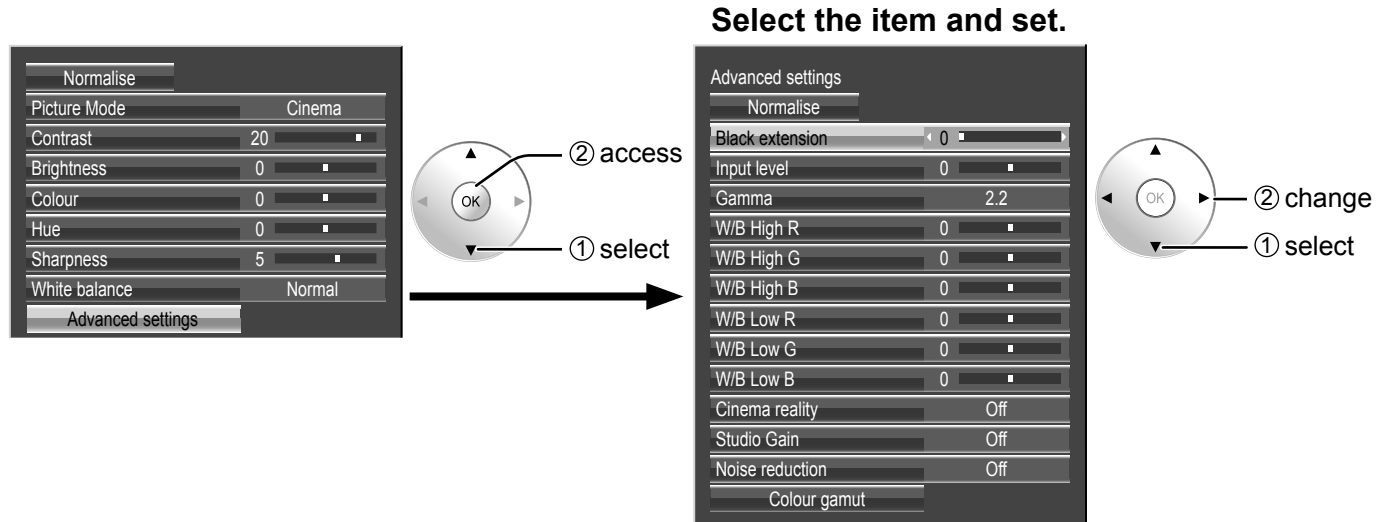 Select the item and set.
Normalise
Picture Mode Cinema
Contrast 20
Brightness 0
Colour 0
Hue 0
Sharpness 5
White balance Normal
Advanced settings
OK
② access
① select
Advanced settings
Normalise
Black extension 0
Input level 0
Gamma 2.2
W/B High R 0
W/B High G 0
W/B High B 0
W/B Low R 0
W/B Low G 0
W/B Low B 0
Cinema reality Off
Studio Gain Off
Noise reduction Off
Colour gamut
OK
② change
① select